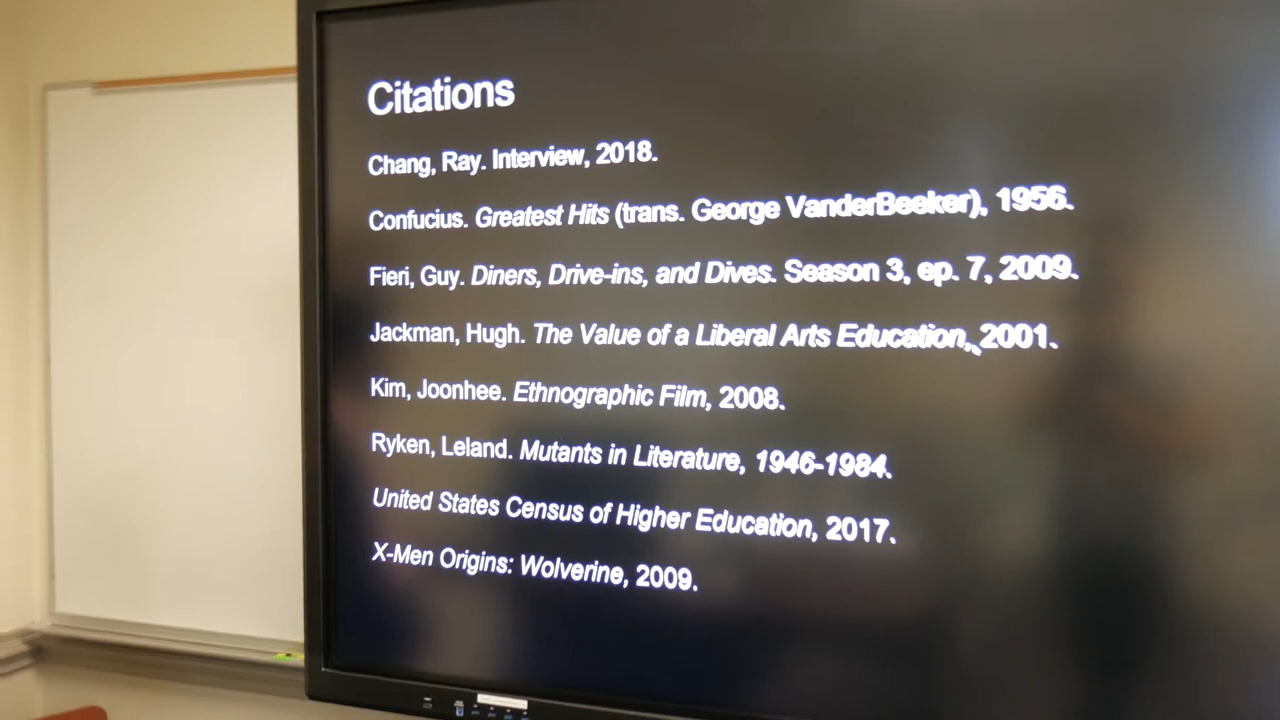 Citations
Chang, Ray. Interview, 2018.
Confucius. Greatest Hits (trans. George VanderBeeker), 1956.
Fieri, Guy. Diners, Drive-ins, and Dives. Season 3, ep. 7, 2009.
Jackman, Hugh. The Value of a Liberal Arts Education, 2001.
Kim, Joonhee. Ethnographic Film, 2008.
Ryken, Leland. Mutants in Literature, 1946-1984.
United States Census of Higher Education, 2017.
X-Men Origins: Wolverine, 2009.